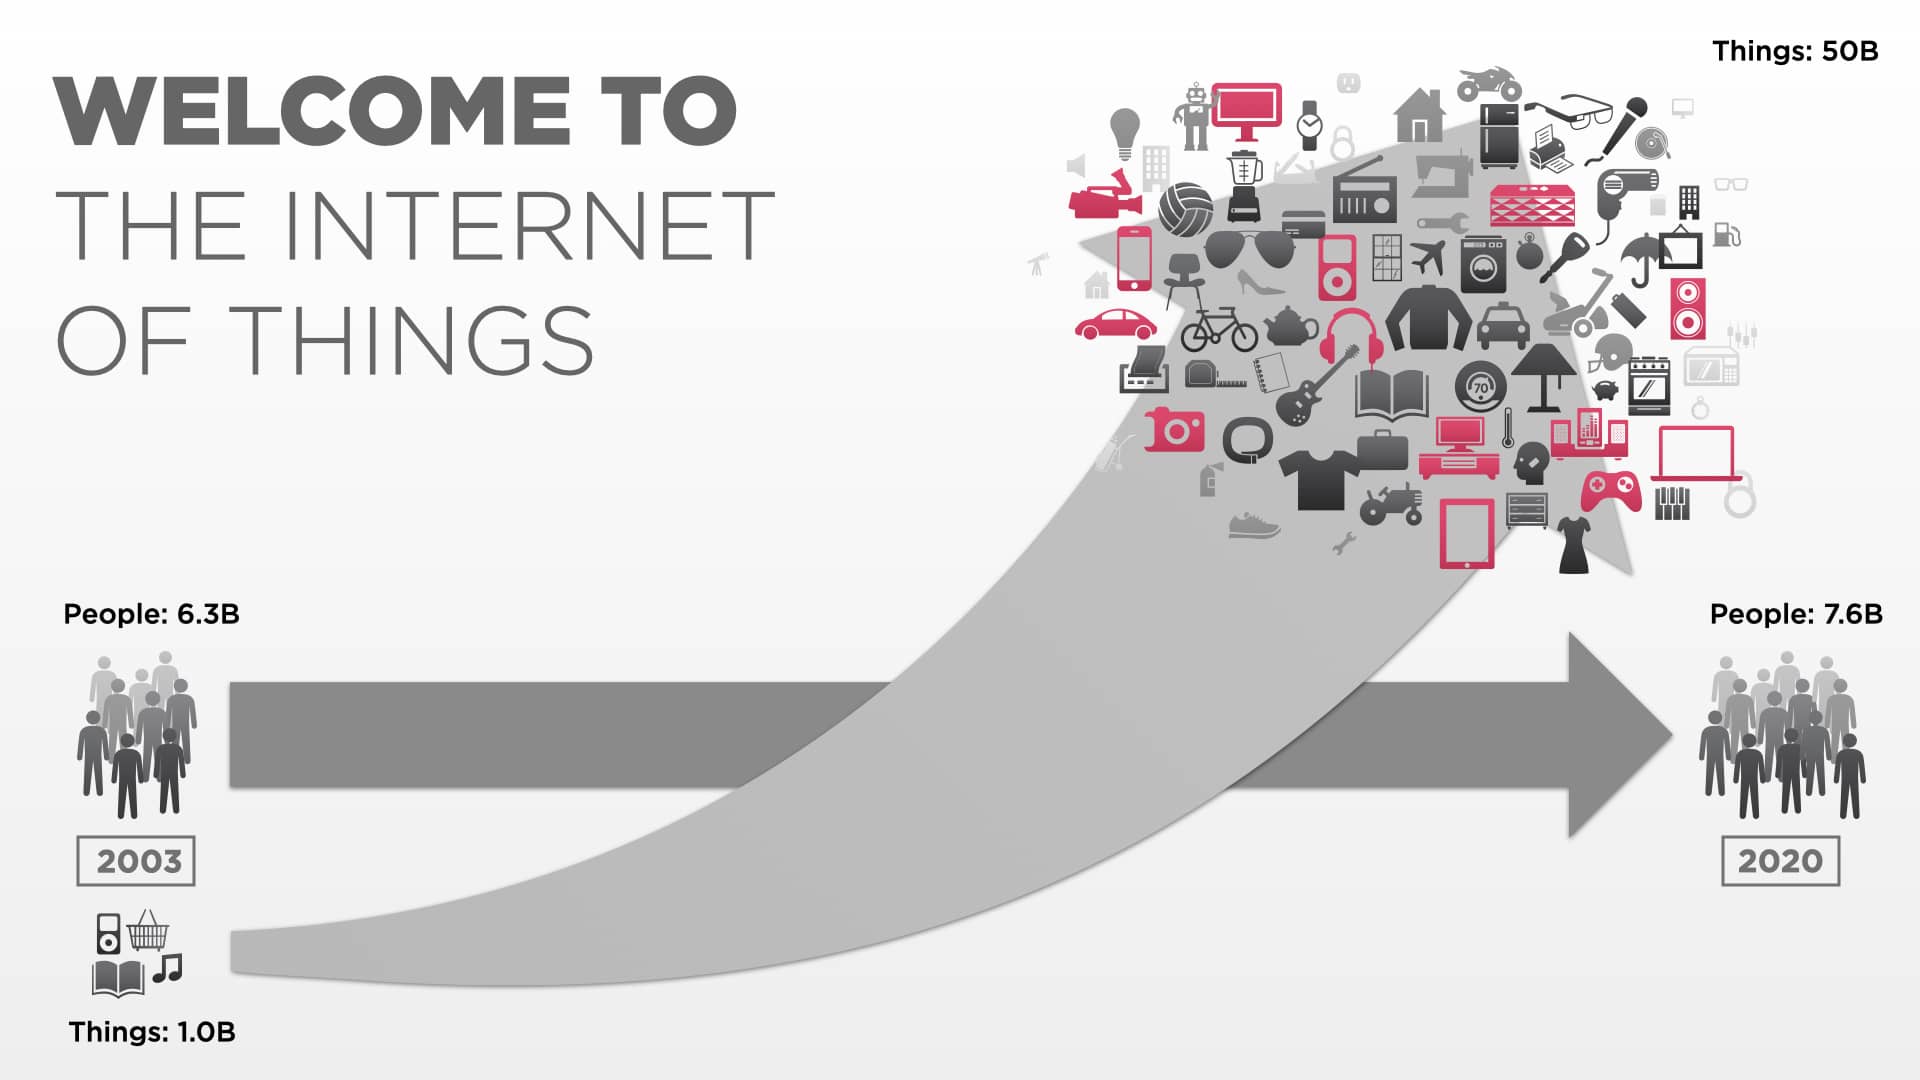 WELCOME TO
THE INTERNET
OF THINGS
Things: 50B
70
People: 6.3B
People: 7.6B
2003
2020
Things: 1.0B